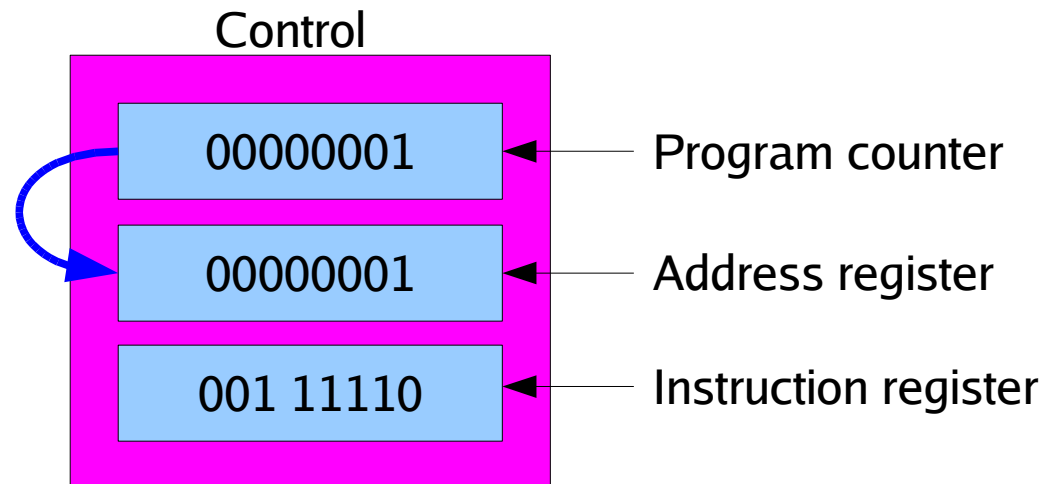 Control
00000001
Program counter
00000001
Address register
001 11110
Instruction register